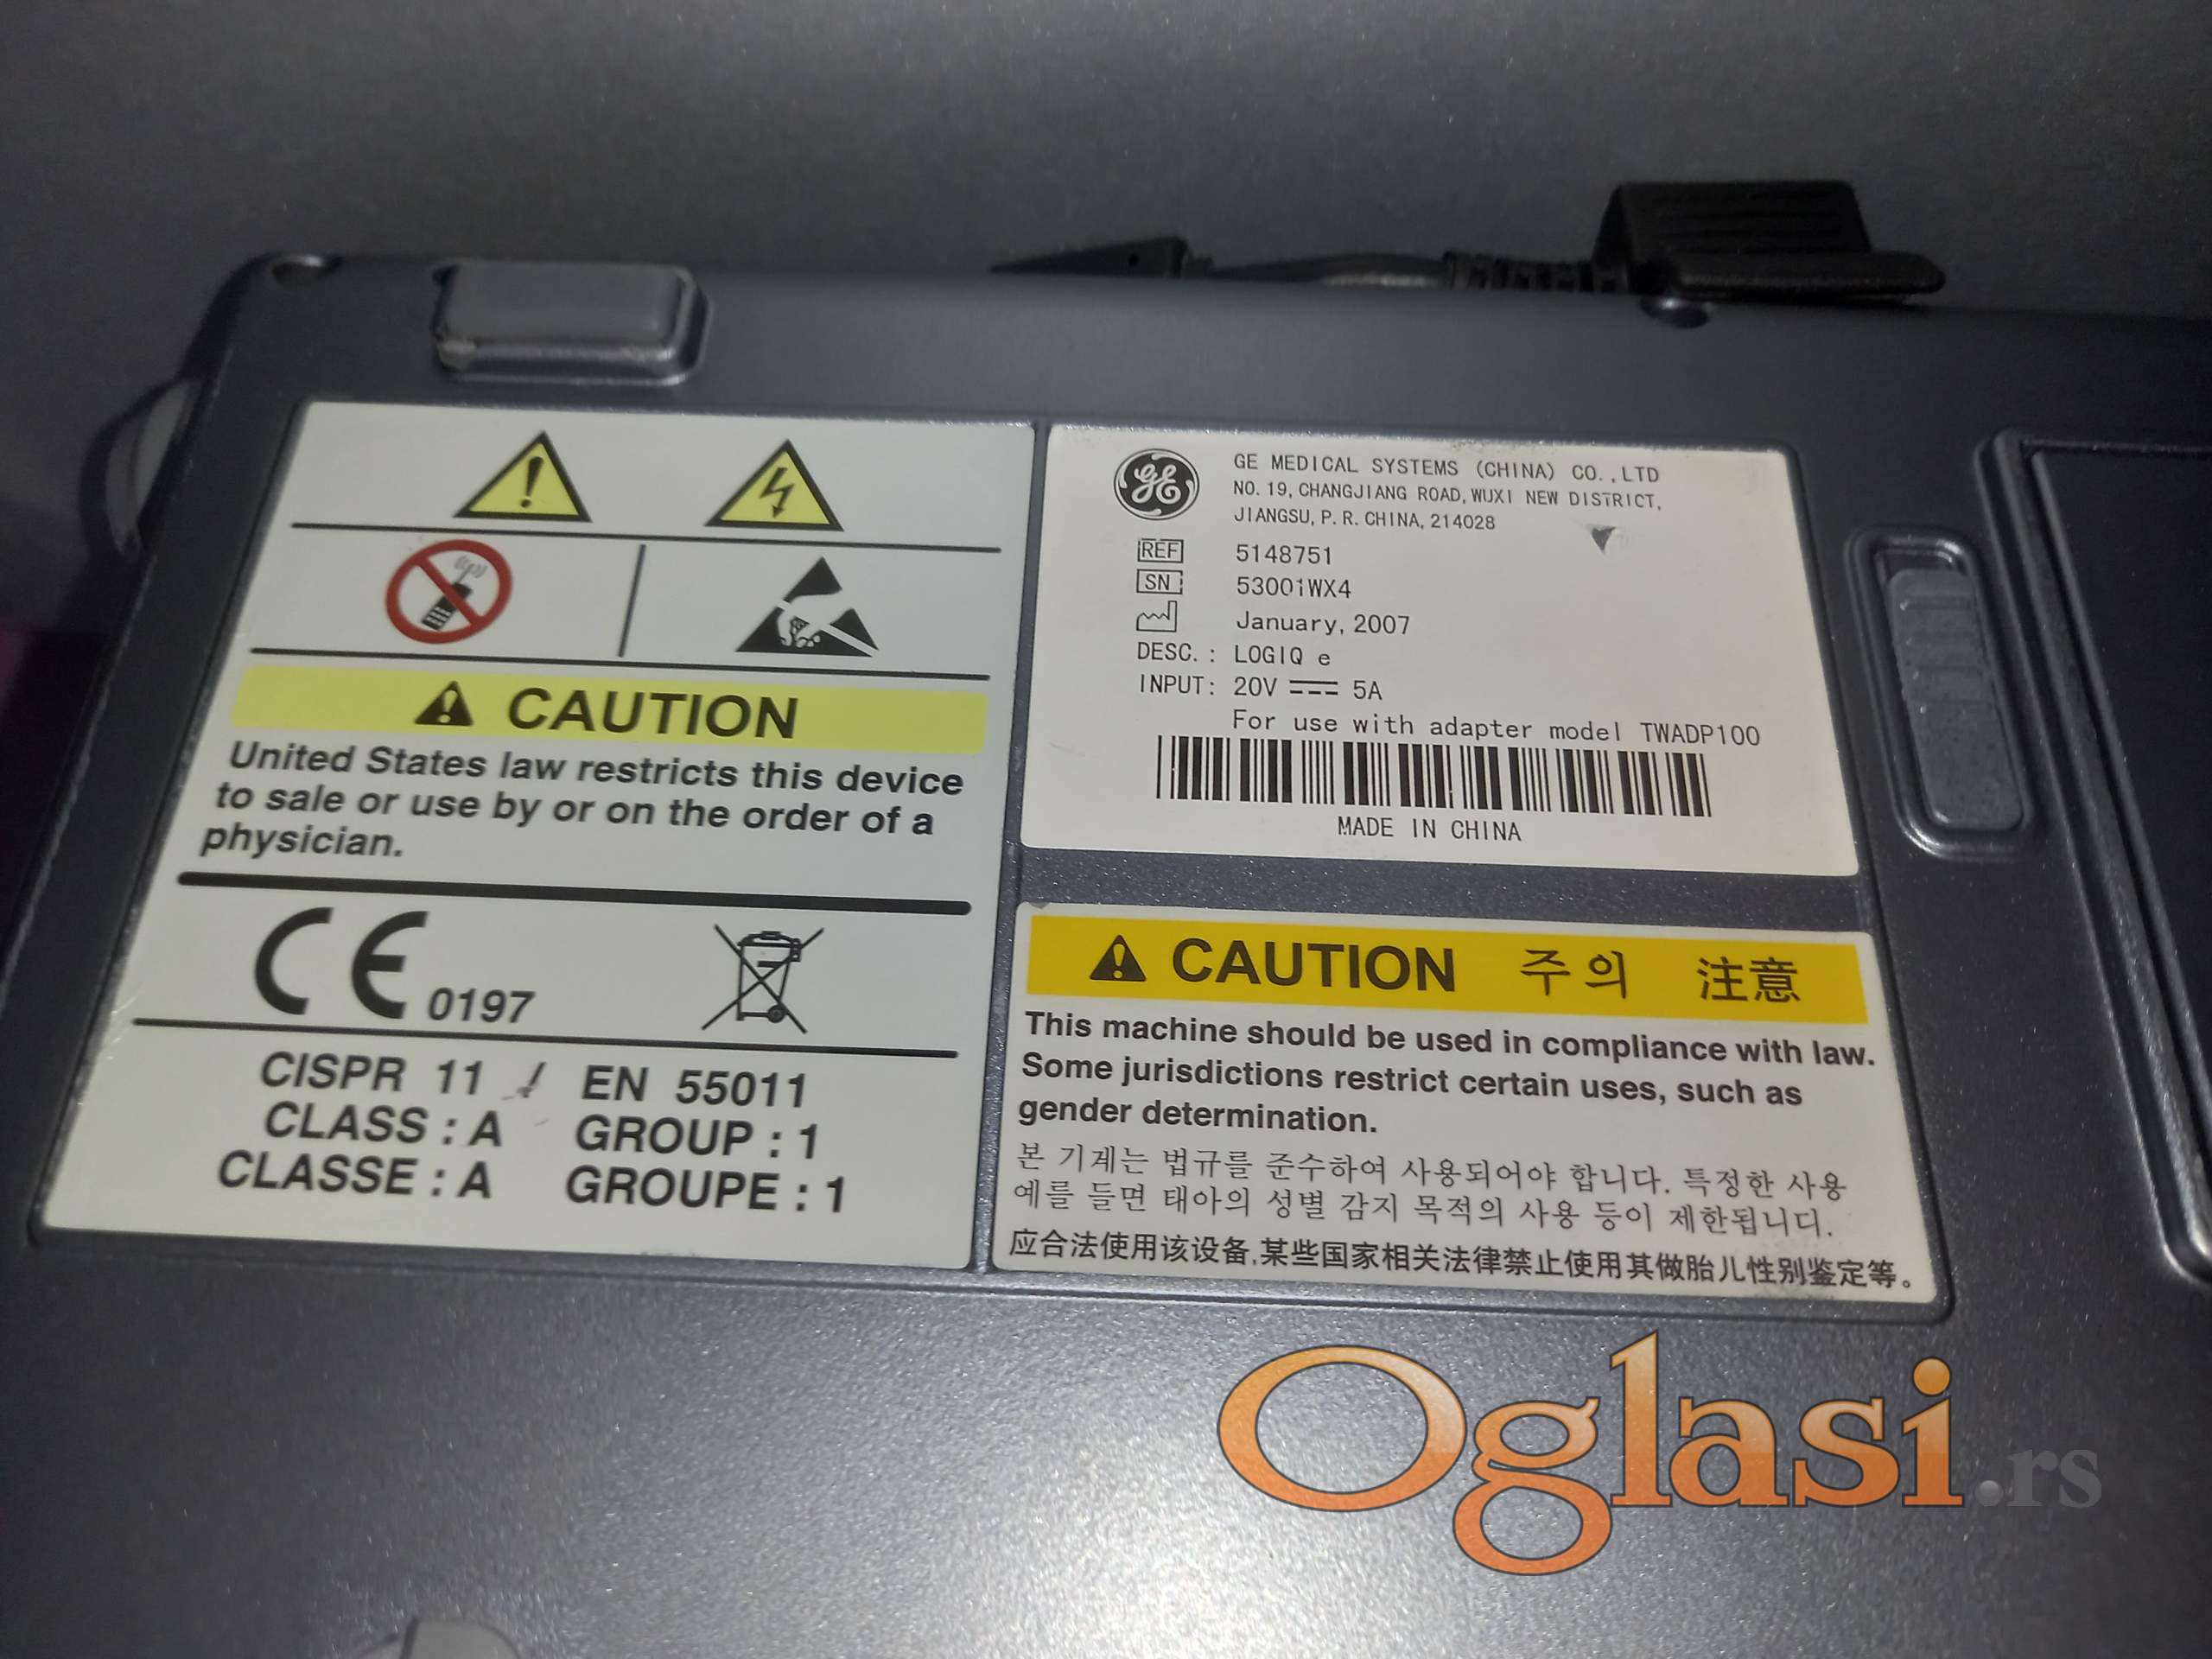 CAUTION
United States law restricts this device
to sale or use by or on the order of a
physician.
CE 0197
CISPR 11 / EN 55011
CLASS : A GROUP : 1
CLASSE : A GROUPE : 1
GE
GE MEDICAL SYSTEMS (CHINA) CO.,LTD
NO.19, CHANGJIANG ROAD, WUXI NEW DISTRICT,
JIANGSU, P.R.CHINA, 214028
REF 5148751
SN 53001WX4
January, 2007
DESC.: LOGIQ e
INPUT: 20V 5A
For use with adapter model TWADP100
MADE IN CHINA
CAUTION 주의 注意
This machine should be used in compliance with law.
Some jurisdictions restrict certain uses, such as
gender determination.
본 기계는 법규를 준수하여 사용되어야 합니다. 특정한 사용
예를 들면 태아의 성별 감지 목적의 사용 등이 제한됩니다.
应合法使用该设备,某些国家相关法律禁止使用其做胎儿性别鉴定等。
Oglasi.rs